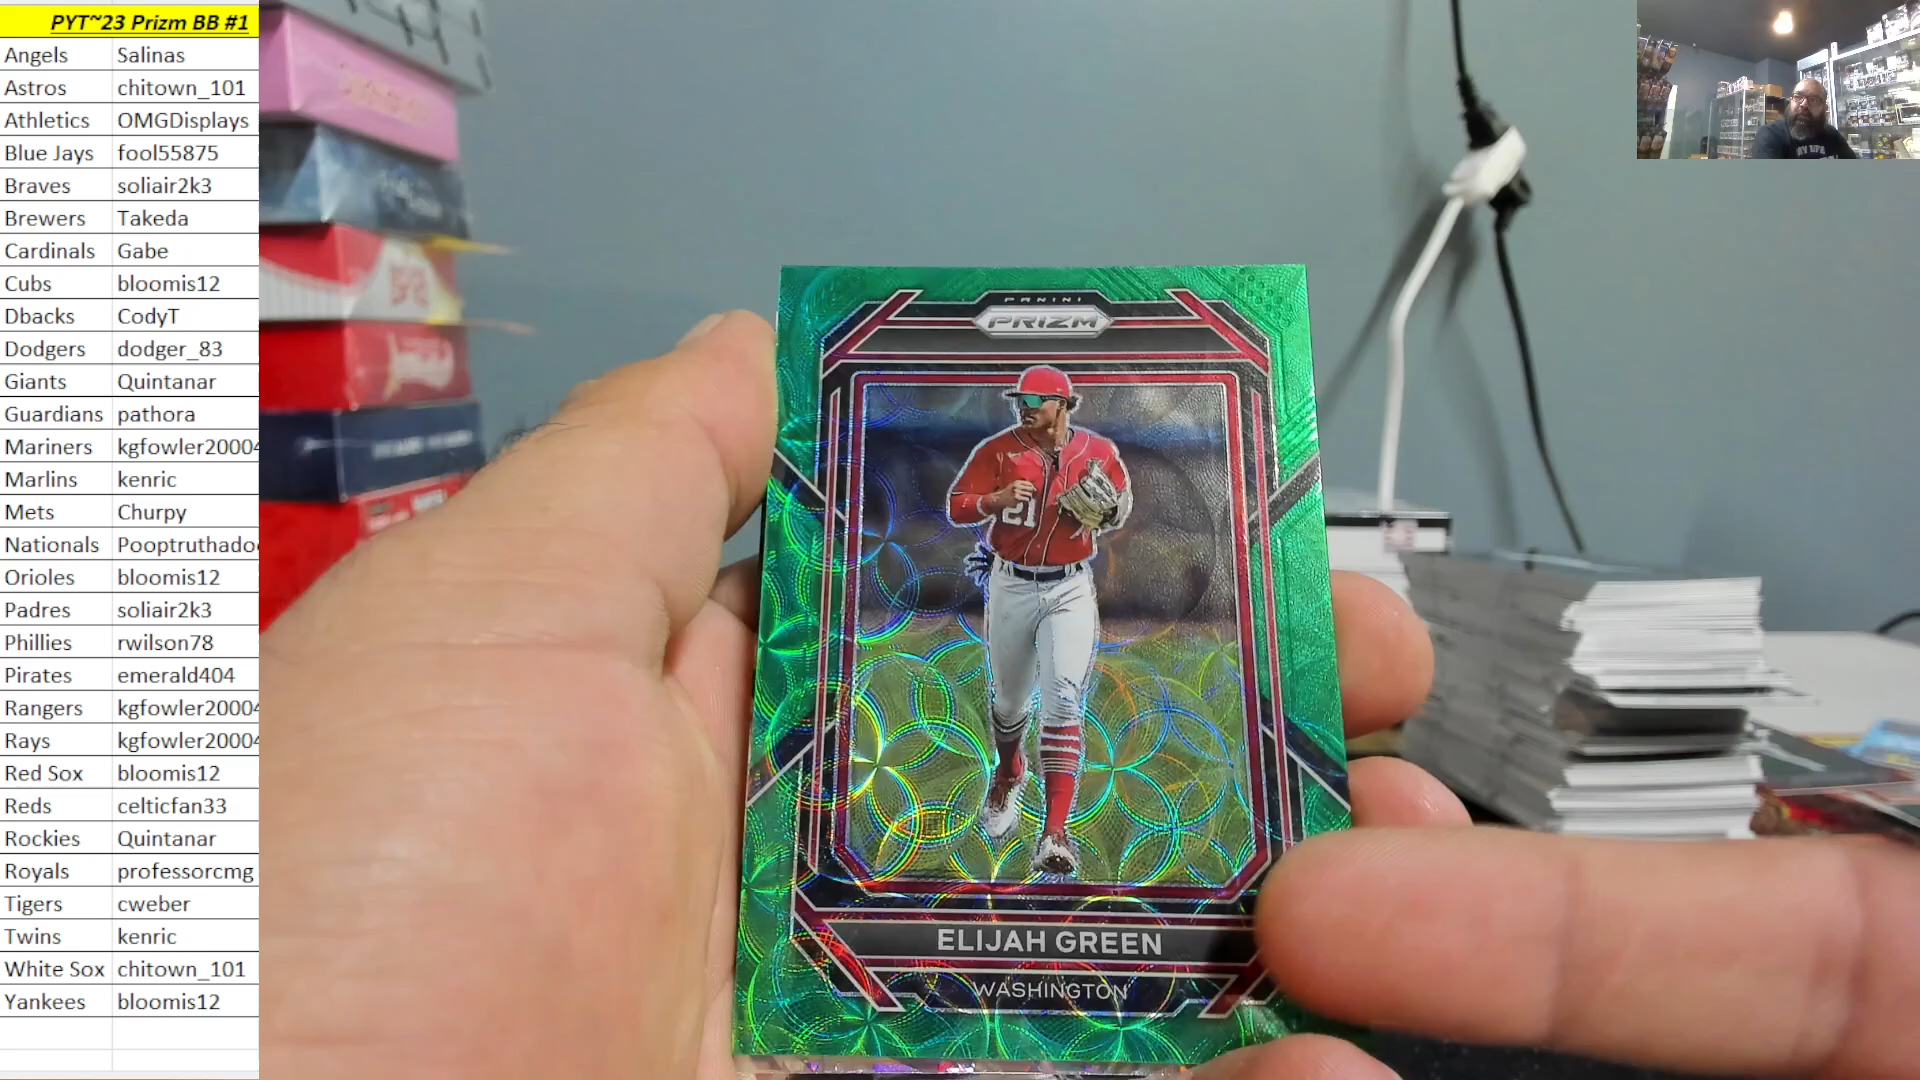 PYT~23 Prizm BB #1
Angels Salinas
Astros chitown_101
Athletics OMGDisplays
Blue Jays fool55875
Braves soliair2k3
Brewers Takeda
Cardinals Gabe
Cubs bloomis12
Dbacks CodyT
Dodgers dodger_83
Giants Quintanar
Guardians pathora
Mariners kgfowler20004
Marlins kenric
Mets Churpy
Nationals Pooptruthado
Orioles bloomis12
Padres soliair2k3
Phillies rwilson78
Pirates emerald404
Rangers kgfowler20004
Rays kgfowler20004
Red Sox bloomis12
Reds celticfan33
Rockies Quintanar
Royals professorcmg
Tigers cweber
Twins kenric
White Sox chitown_101
Yankees bloomis12
PANINI
PRIZM
21
ELIJAH GREEN
WASHINGTON